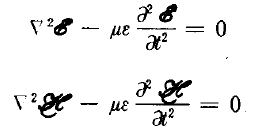 ∇²𝓔 − με ∂²𝓔/∂t² = 0
∇²𝓗 − με ∂²𝓗/∂t² = 0